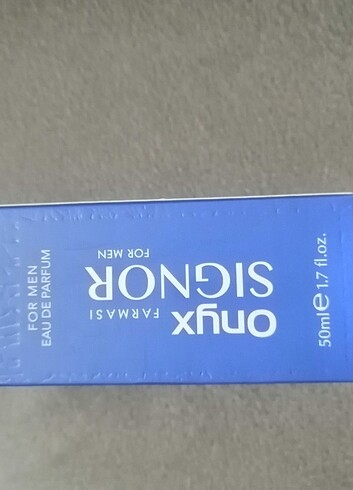 onyx
FARMASI
SIGNOR
FOR MEN
FOR MEN
EAU DE PARFUM
50ml e 1.7 fl.oz.